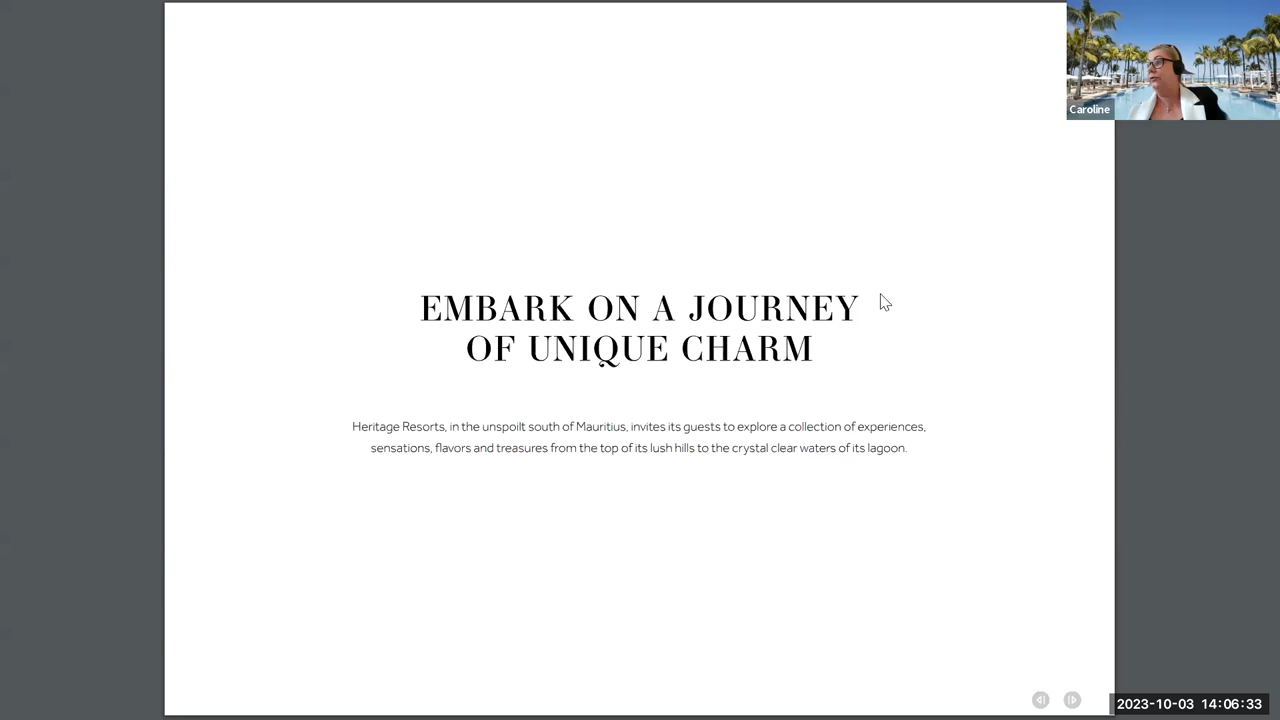 Caroline
EMBARK ON A JOURNEY
OF UNIQUE CHARM
Heritage Resorts, in the unspoilt south of Mauritius, invites its guests to explore a collection of experiences,
sensations, flavors and treasures from the top of its lush hills to the crystal clear waters of its lagoon.
2023-10-03 14:06:33